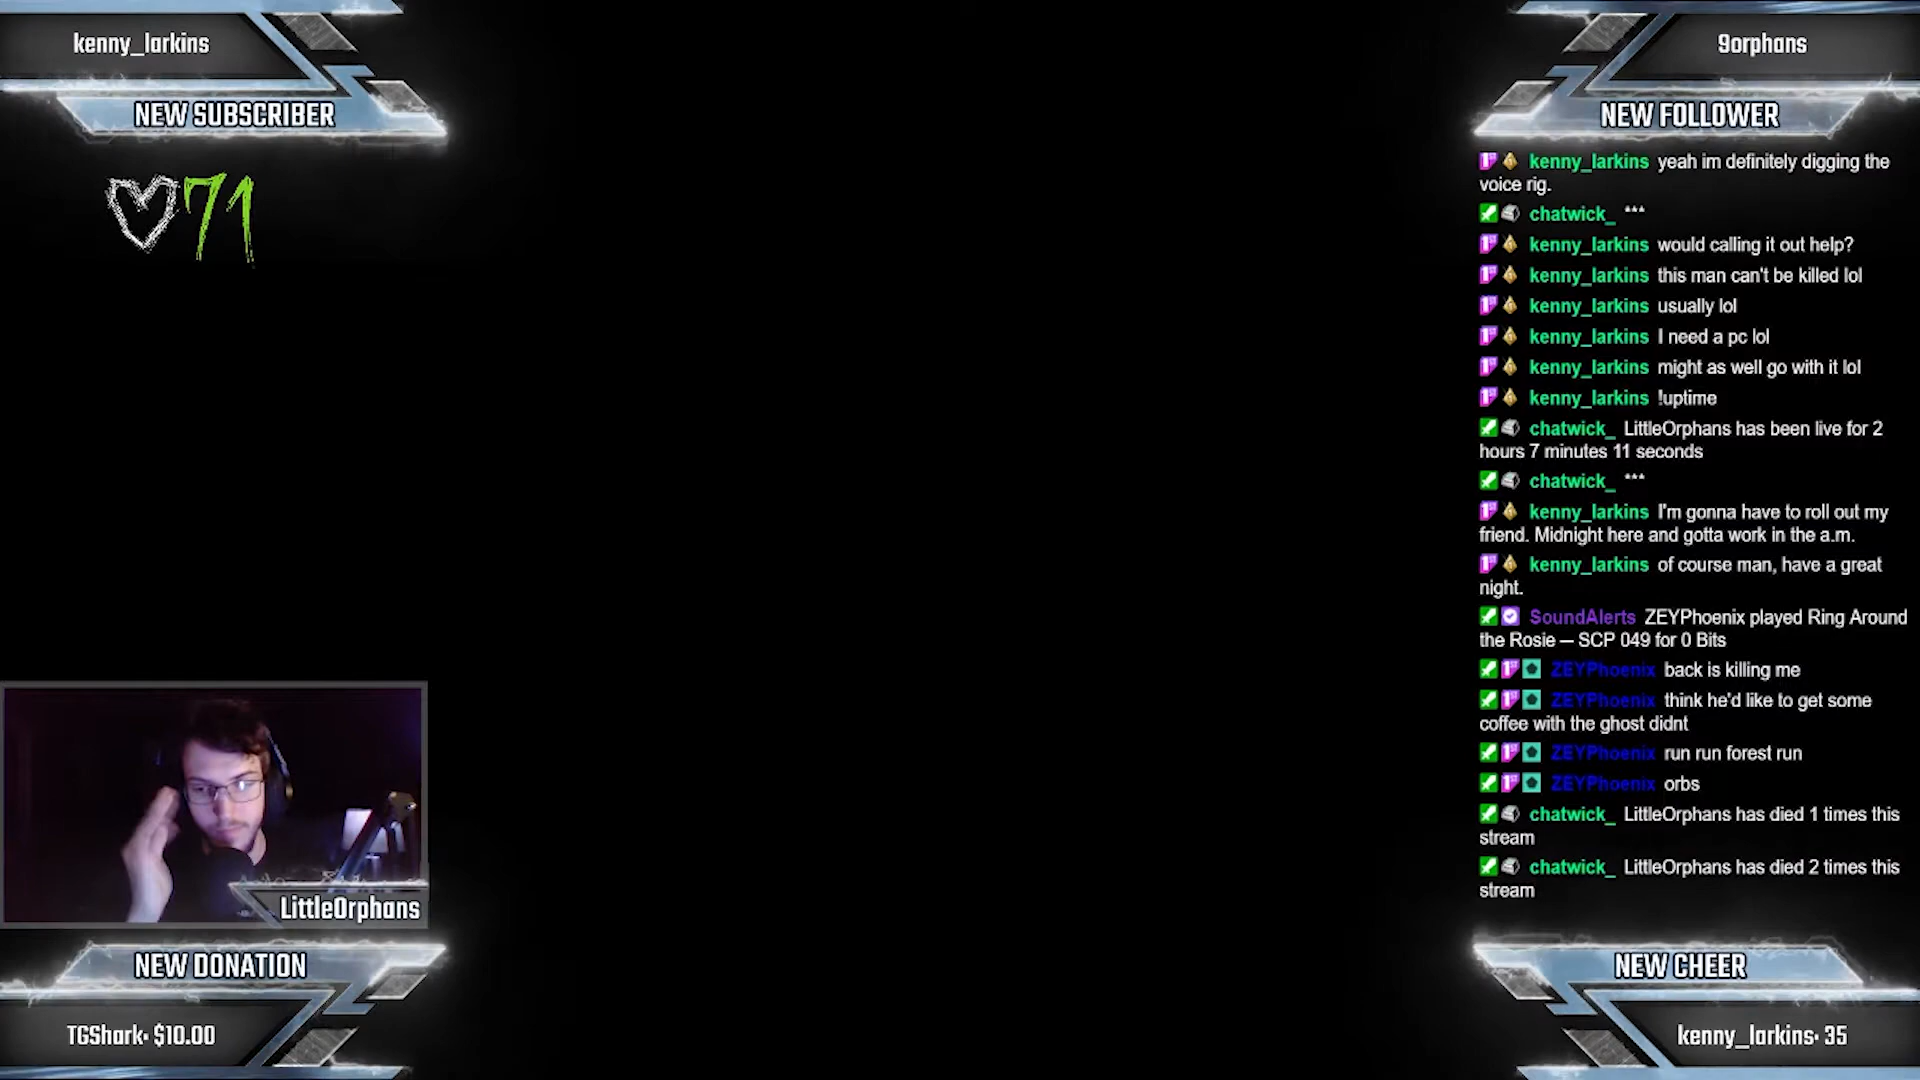 kenny_larkins
NEW SUBSCRIBER
71
9orphans
NEW FOLLOWER
kenny_larkins yeah im definitely digging the
voice rig.
chatwick_ ***
kenny_larkins would calling it out help?
kenny_larkins this man can't be killed lol
kenny_larkins usually lol
kenny_larkins I need a pc lol
kenny_larkins might as well go with it lol
kenny_larkins !uptime
chatwick_ LittleOrphans has been live for 2
hours 7 minutes 11 seconds
chatwick_ ***
kenny_larkins I'm gonna have to roll out my
friend. Midnight here and gotta work in the a.m.
kenny_larkins of course man, have a great
night.
SoundAlerts ZEYPhoenix played Ring Around
the Rosie — SCP 049 for 0 Bits
ZEYPhoenix back is killing me
ZEYPhoenix think he'd like to get some
coffee with the ghost didnt
ZEYPhoenix run run forest run
ZEYPhoenix orbs
chatwick_ LittleOrphans has died 1 times this
stream
chatwick_ LittleOrphans has died 2 times this
stream
LittleOrphans
NEW DONATION
TGShark· $10.00
NEW CHEER
kenny_larkins· 35